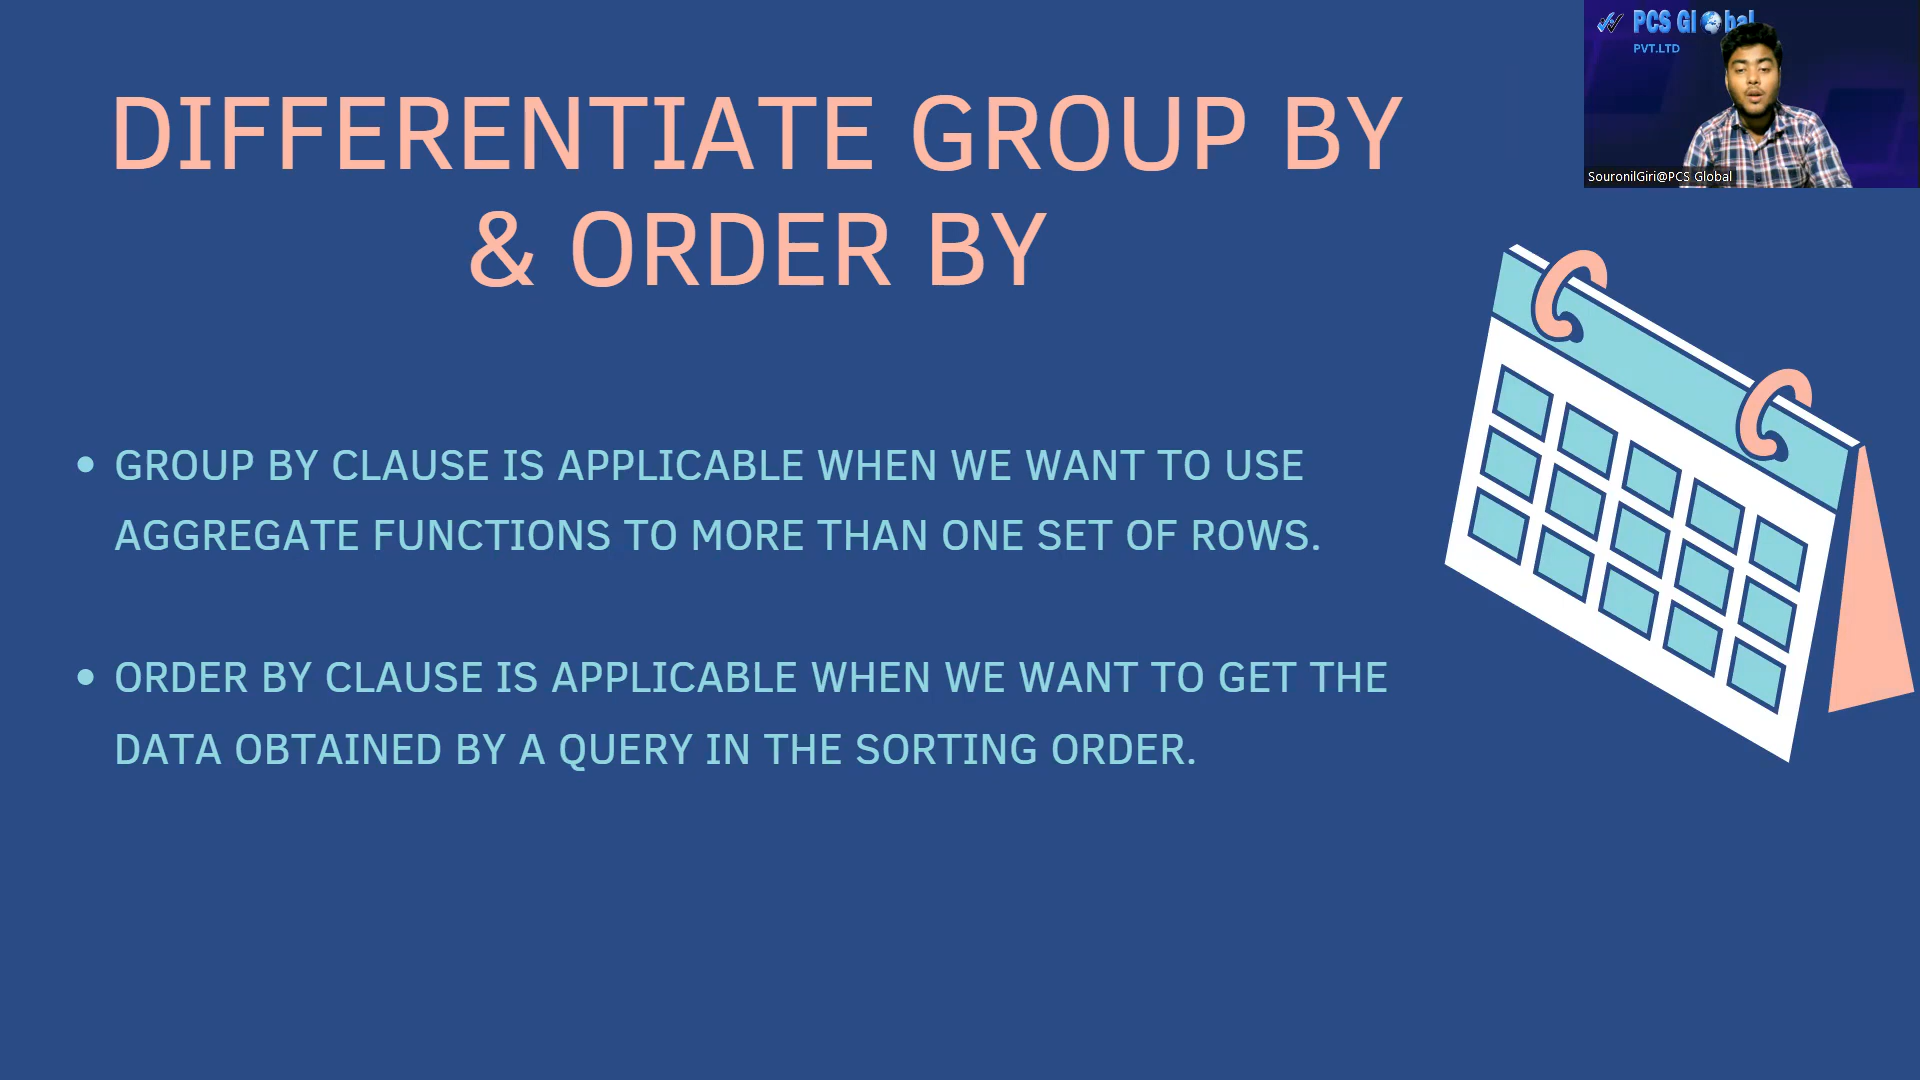 PCS Global
PVT.LTD
SouronilGiri@PCS Global
DIFFERENTIATE GROUP BY
& ORDER BY
• GROUP BY CLAUSE IS APPLICABLE WHEN WE WANT TO USE
AGGREGATE FUNCTIONS TO MORE THAN ONE SET OF ROWS.
• ORDER BY CLAUSE IS APPLICABLE WHEN WE WANT TO GET THE
DATA OBTAINED BY A QUERY IN THE SORTING ORDER.